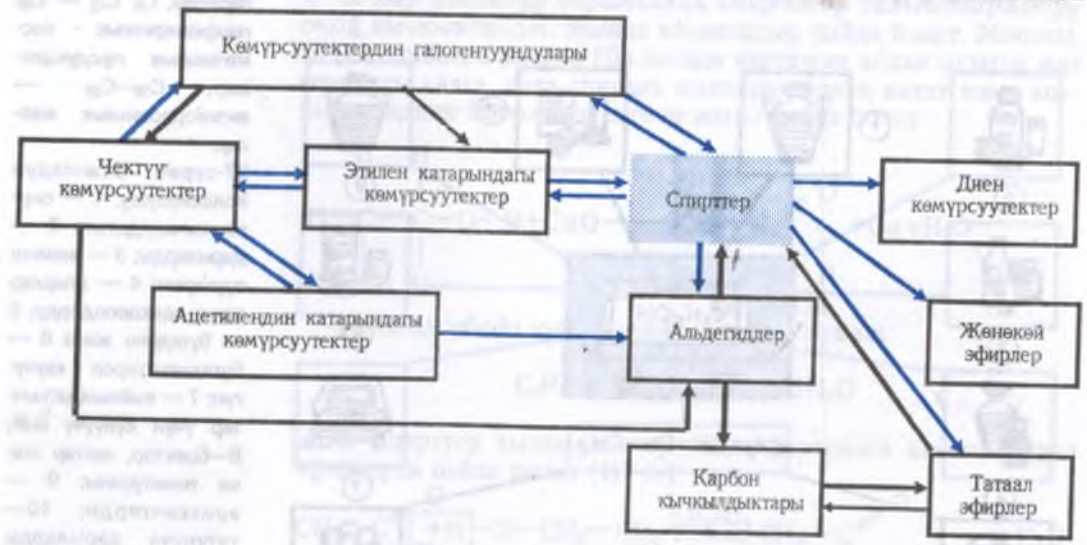 Көмүрсуутектердин галогентуундулары
Чектүү
көмүрсуутектер
Этилен катарындагы
көмүрсуутектер
Спирттер
Диен
көмүрсуутектер
Ацетилендин катарындагы
көмүрсуутектер
Альдегиддер
Жөнөкөй
эфирлер
Карбон
кычкылдыктары
Татаал
эфирлер